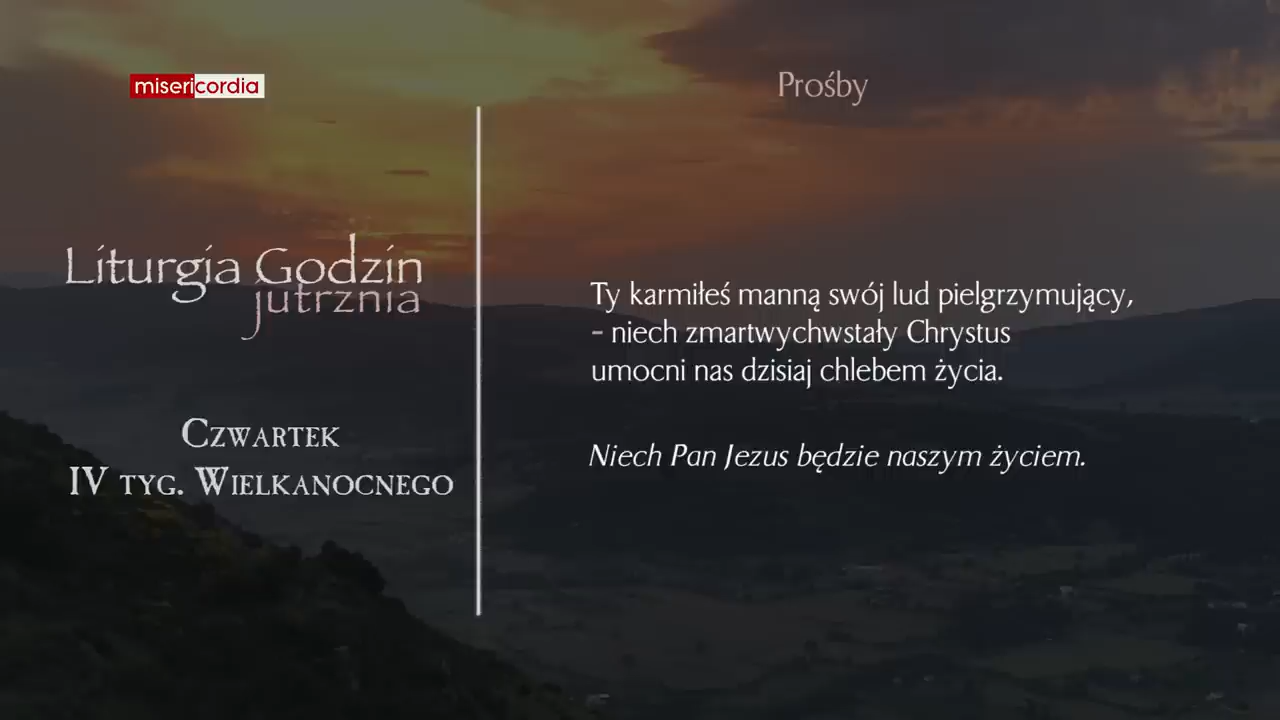 misericordia
Prośby
Liturgia Godzin
jutrznia
Czwartek
IV tyg. Wielkanocnego
Ty karmiłeś manną swój lud pielgrzymujący,
- niech zmartwychwstały Chrystus
umocni nas dzisiaj chlebem życia.
Niech Pan Jezus będzie naszym życiem.